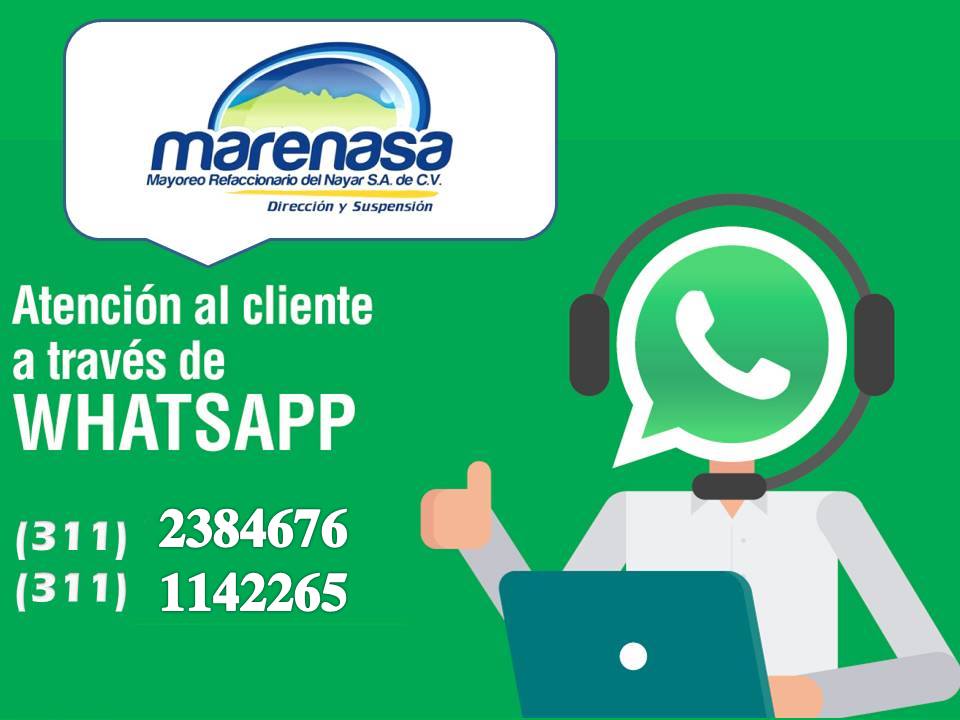 marenasa
Mayoreo Refaccionario del Nayar S.A. de C.V.
Dirección y Suspensión
Atención al cliente
a través de
WHATSAPP
(311) 2384676
(311) 1142265